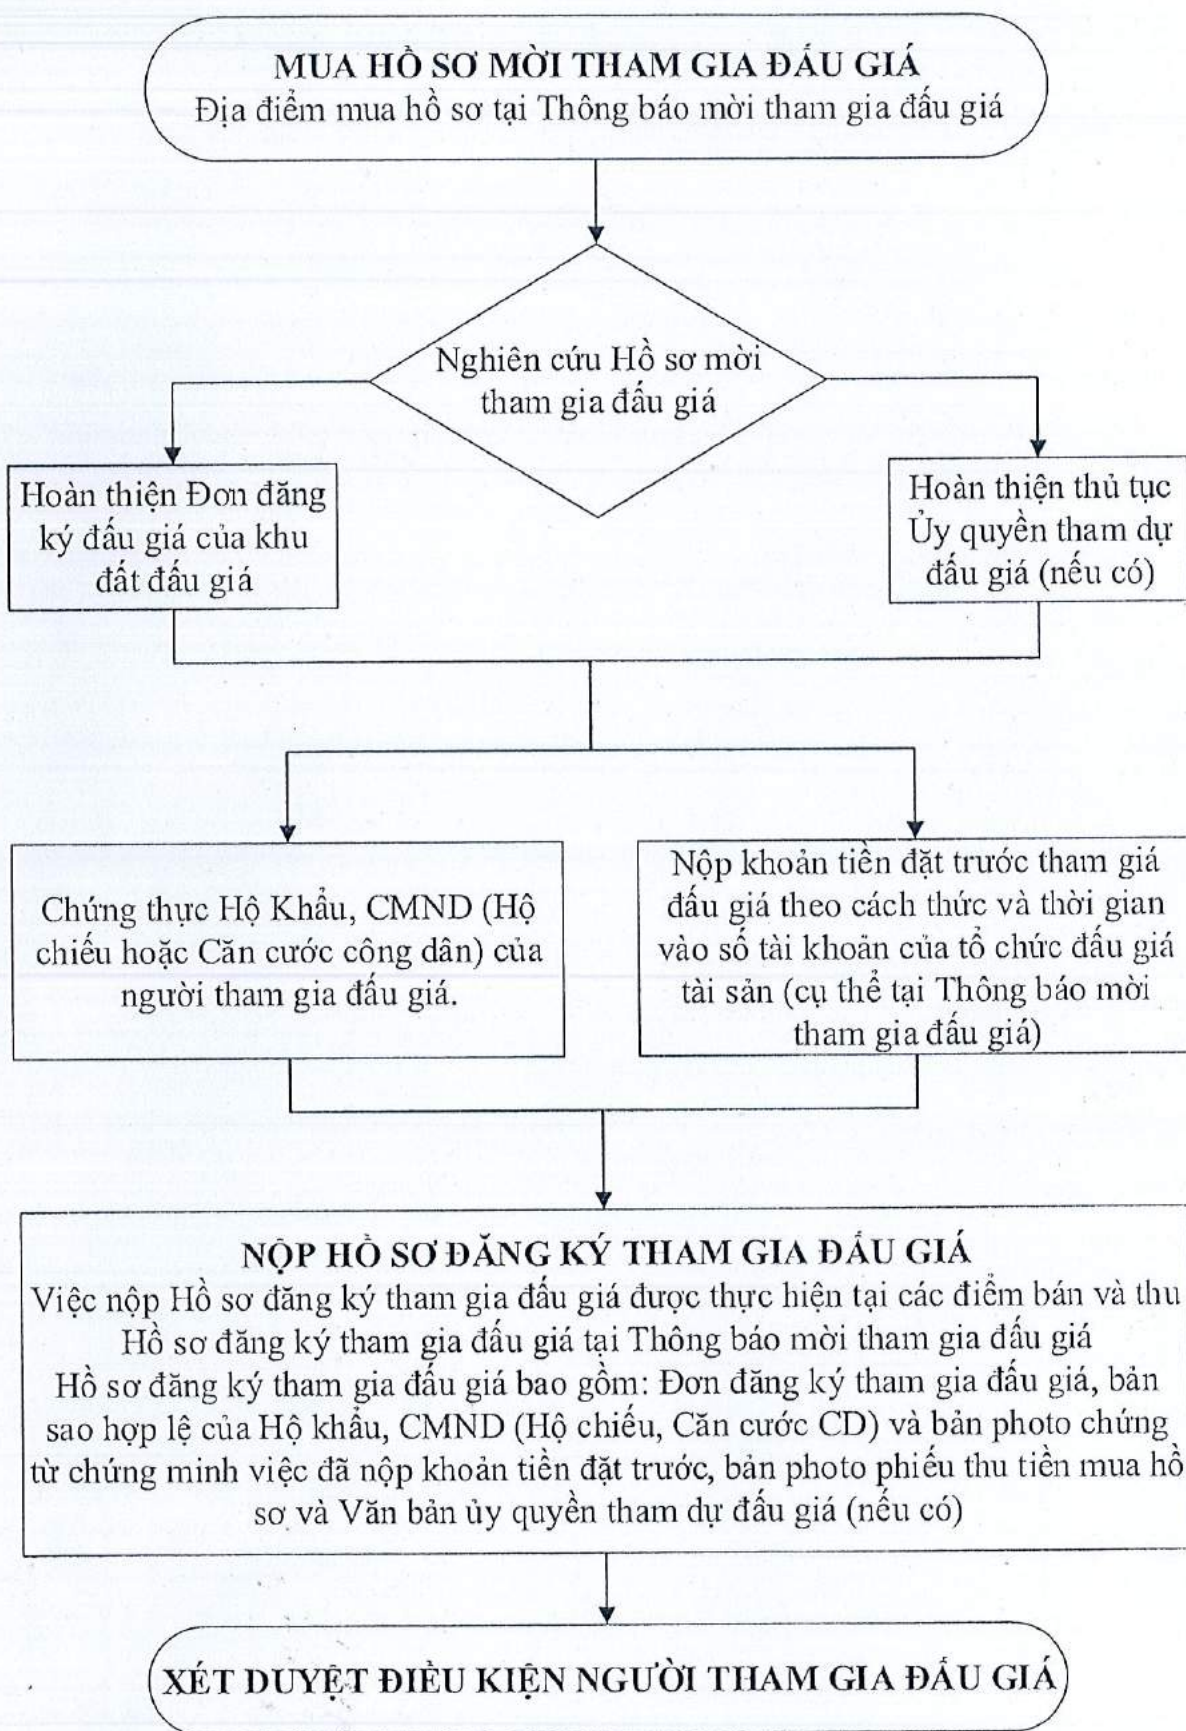 MUA HỒ SƠ MỜI THAM GIA ĐẤU GIÁ
Địa điểm mua hồ sơ tại Thông báo mời tham gia đấu giá
Nghiên cứu Hồ sơ mời
tham gia đấu giá
Hoàn thiện Đơn đăng
ký đấu giá của khu
đất đấu giá
Hoàn thiện thủ tục
Ủy quyền tham dự
đấu giá (nếu có)
Chứng thực Hộ Khẩu, CMND (Hộ
chiếu hoặc Căn cước công dân) của
người tham gia đấu giá.
Nộp khoản tiền đặt trước tham giá
đấu giá theo cách thức và thời gian
vào số tài khoản của tổ chức đấu giá
tài sản (cụ thể tại Thông báo mời
tham gia đấu giá)
NỘP HỒ SƠ ĐĂNG KÝ THAM GIA ĐẤU GIÁ
Việc nộp Hồ sơ đăng ký tham gia đấu giá được thực hiện tại các điểm bán và thu
Hồ sơ đăng ký tham gia đấu giá tại Thông báo mời tham gia đấu giá
Hồ sơ đăng ký tham gia đấu giá bao gồm: Đơn đăng ký tham gia đấu giá, bản
sao hợp lệ của Hộ khẩu, CMND (Hộ chiếu, Căn cước CD) và bản photo chứng
từ chứng minh việc đã nộp khoản tiền đặt trước, bản photo phiếu thu tiền mua hồ
sơ và Văn bản ủy quyền tham dự đấu giá (nếu có)
XÉT DUYỆT ĐIỀU KIỆN NGƯỜI THAM GIA ĐẤU GIÁ